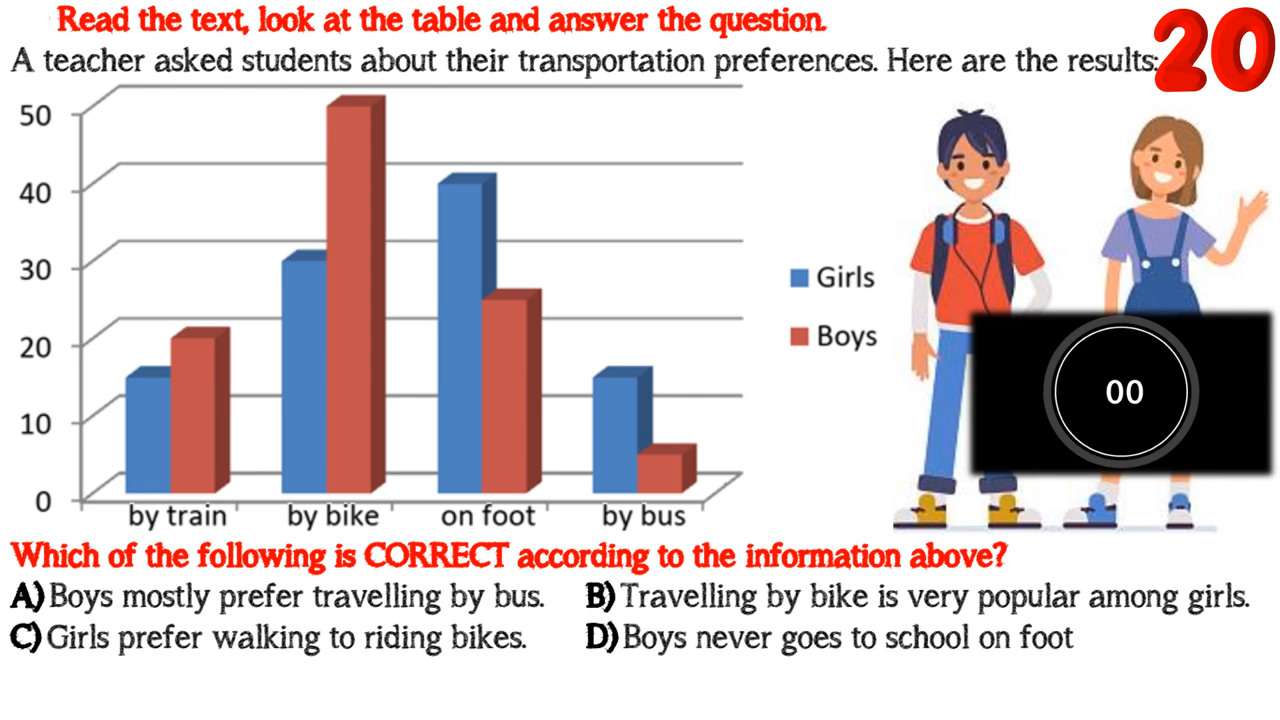 Read the text, look at the table and answer the question.
20
A teacher asked students about their transportation preferences. Here are the results:
50
40
30
20
10
0
by train by bike on foot by bus
Girls
Boys
00
Which of the following is CORRECT according to the information above?
A) Boys mostly prefer travelling by bus. B) Travelling by bike is very popular among girls.
C) Girls prefer walking to riding bikes. D) Boys never goes to school on foot